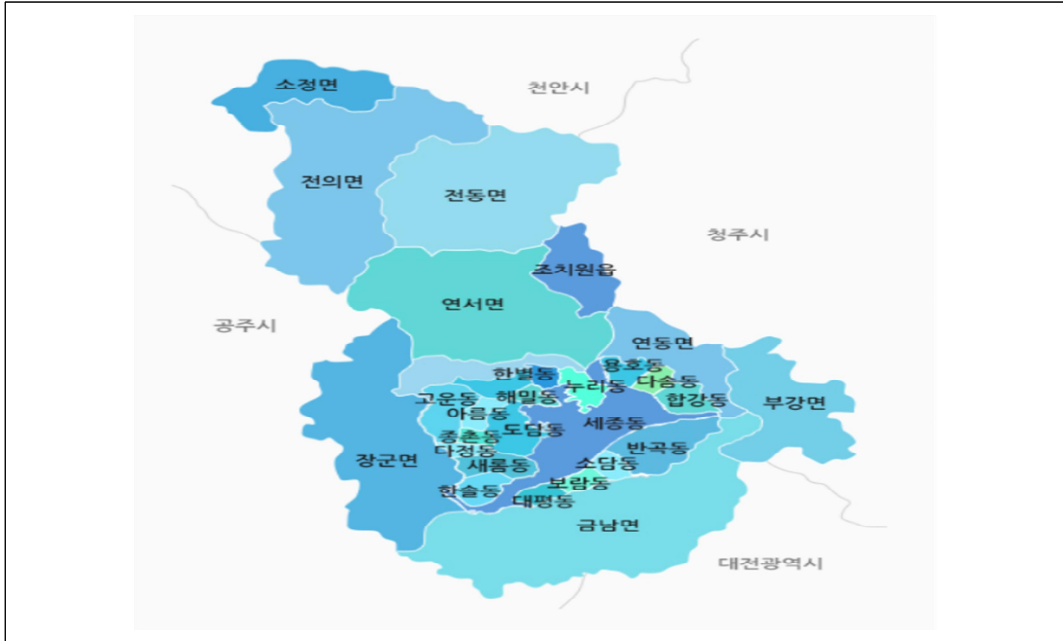 소정면
천안시
전의면
전동면
청주시
조치원읍
연서면
공주시
연동면
한별동
누리동
용호동
다솜동
고운동
해밀동
합강동
부강면
아름동
도담동
세종동
종촌동
다정동
반곡동
장군면
새롬동
소담동
한솔동
보람동
대평동
금남면
대전광역시